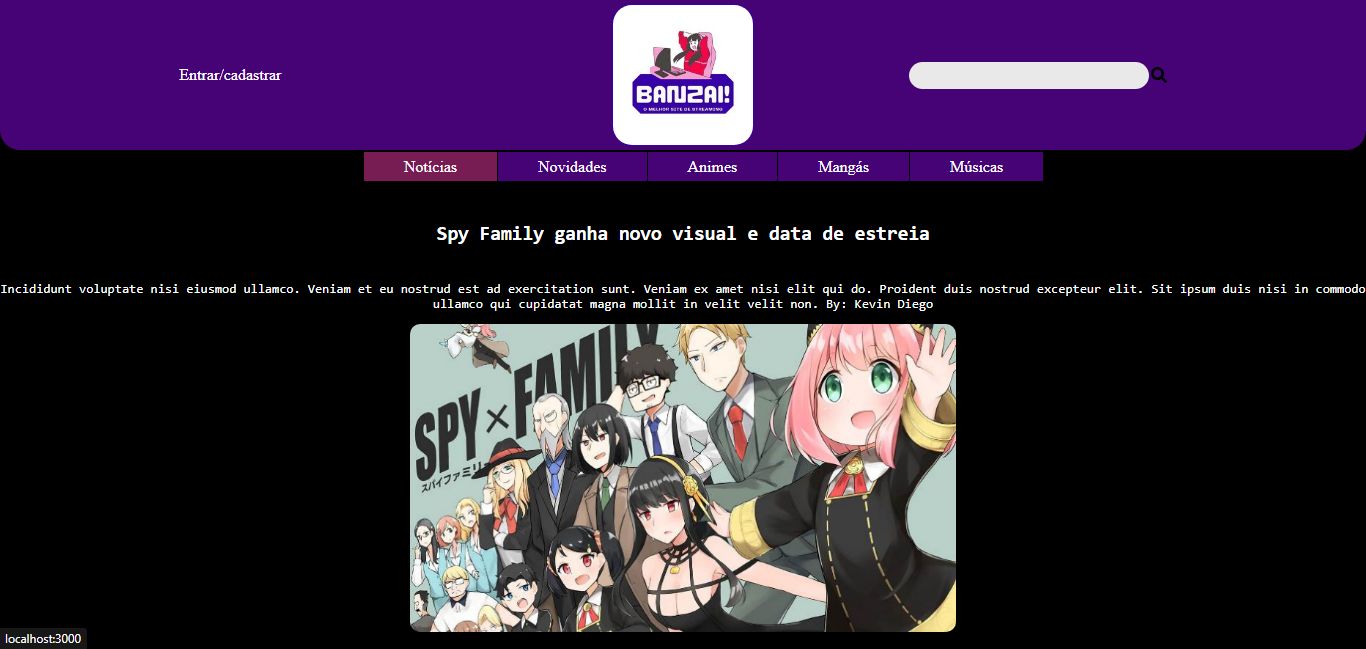 Entrar/cadastrar
BANZAI!
O MELHOR SITE DE STREAMING
Notícias
Novidades
Animes
Mangás
Músicas
Spy Family ganha novo visual e data de estreia
Incididunt voluptate nisi eiusmod ullamco. Veniam et eu nostrud est ad exercitation sunt. Veniam ex amet nisi elit qui do. Proident duis nostrud excepteur elit. Sit ipsum duis nisi in commodo
ullamco qui cupidatat magna mollit in velit velit non. By: Kevin Diego
SPY×FAMILY
スパイファミリー
localhost:3000